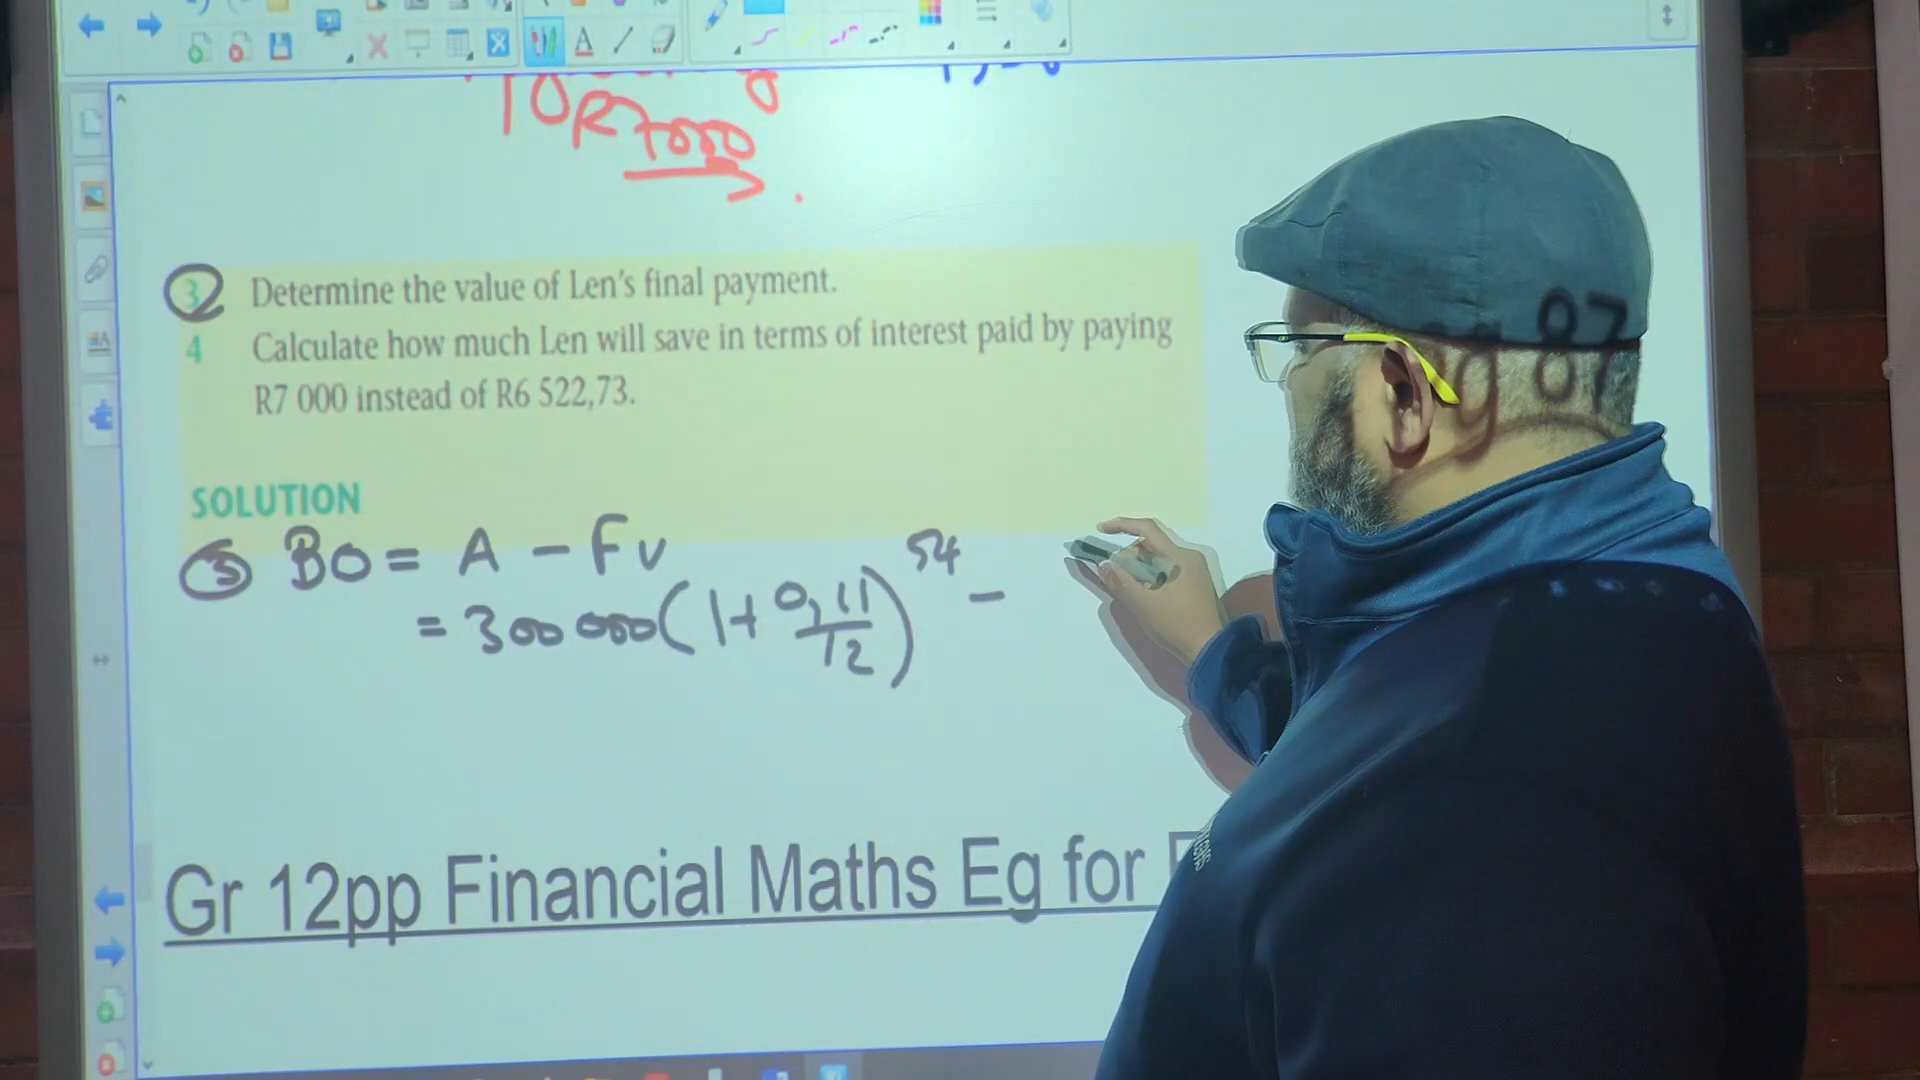 R7000
3 Determine the value of Len's final payment.
4 Calculate how much Len will save in terms of interest paid by paying
R7 000 instead of R6 522,73.
SOLUTION
③ BO = A - Fv
= 300 000 (1 + 0,11/12)^54 -
Gr 12pp Financial Maths Eg for